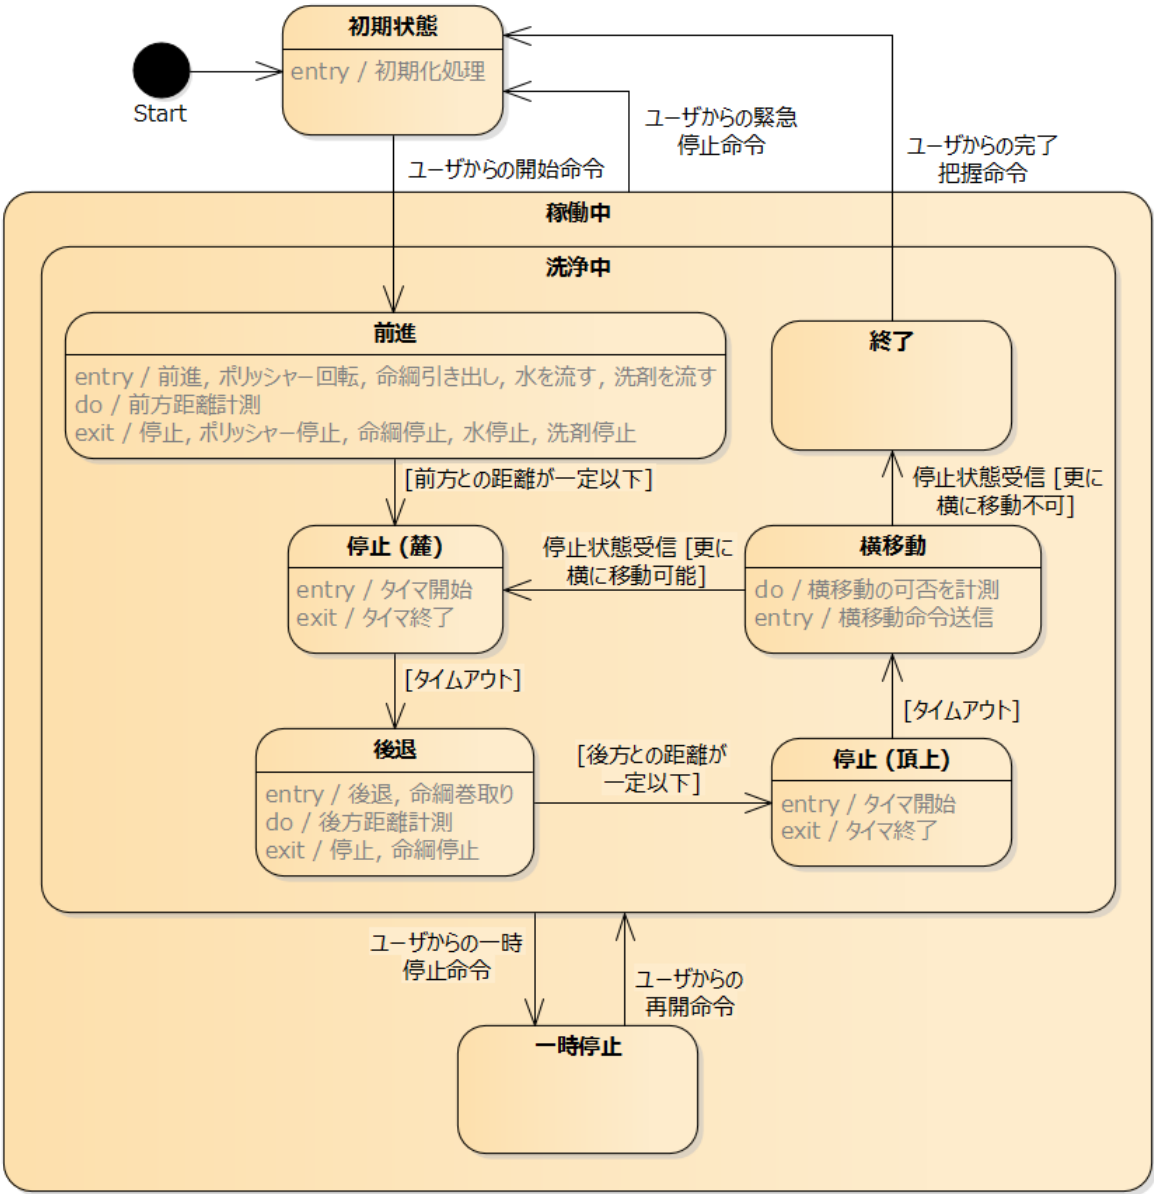 初期状態
entry / 初期化処理
Start
ユーザからの緊急
停止命令
ユーザからの完了
把握命令
ユーザからの開始命令
稼働中
洗浄中
前進
entry / 前進, ポリッシャー回転, 命綱引き出し, 水を流す, 洗剤を流す
do / 前方距離計測
exit / 停止, ポリッシャー停止, 命綱停止, 水停止, 洗剤停止
終了
[前方との距離が一定以下]
停止状態受信 [更に
横に移動不可]
停止 (麓)
entry / タイマ開始
exit / タイマ終了
停止状態受信 [更に
横に移動可能]
横移動
do / 横移動の可否を計測
entry / 横移動命令送信
[タイムアウト]
[タイムアウト]
後退
entry / 後退, 命綱巻取り
do / 後方距離計測
exit / 停止, 命綱停止
[後方との距離が
一定以下]
停止 (頂上)
entry / タイマ開始
exit / タイマ終了
ユーザからの一時
停止命令
ユーザからの
再開命令
一時停止